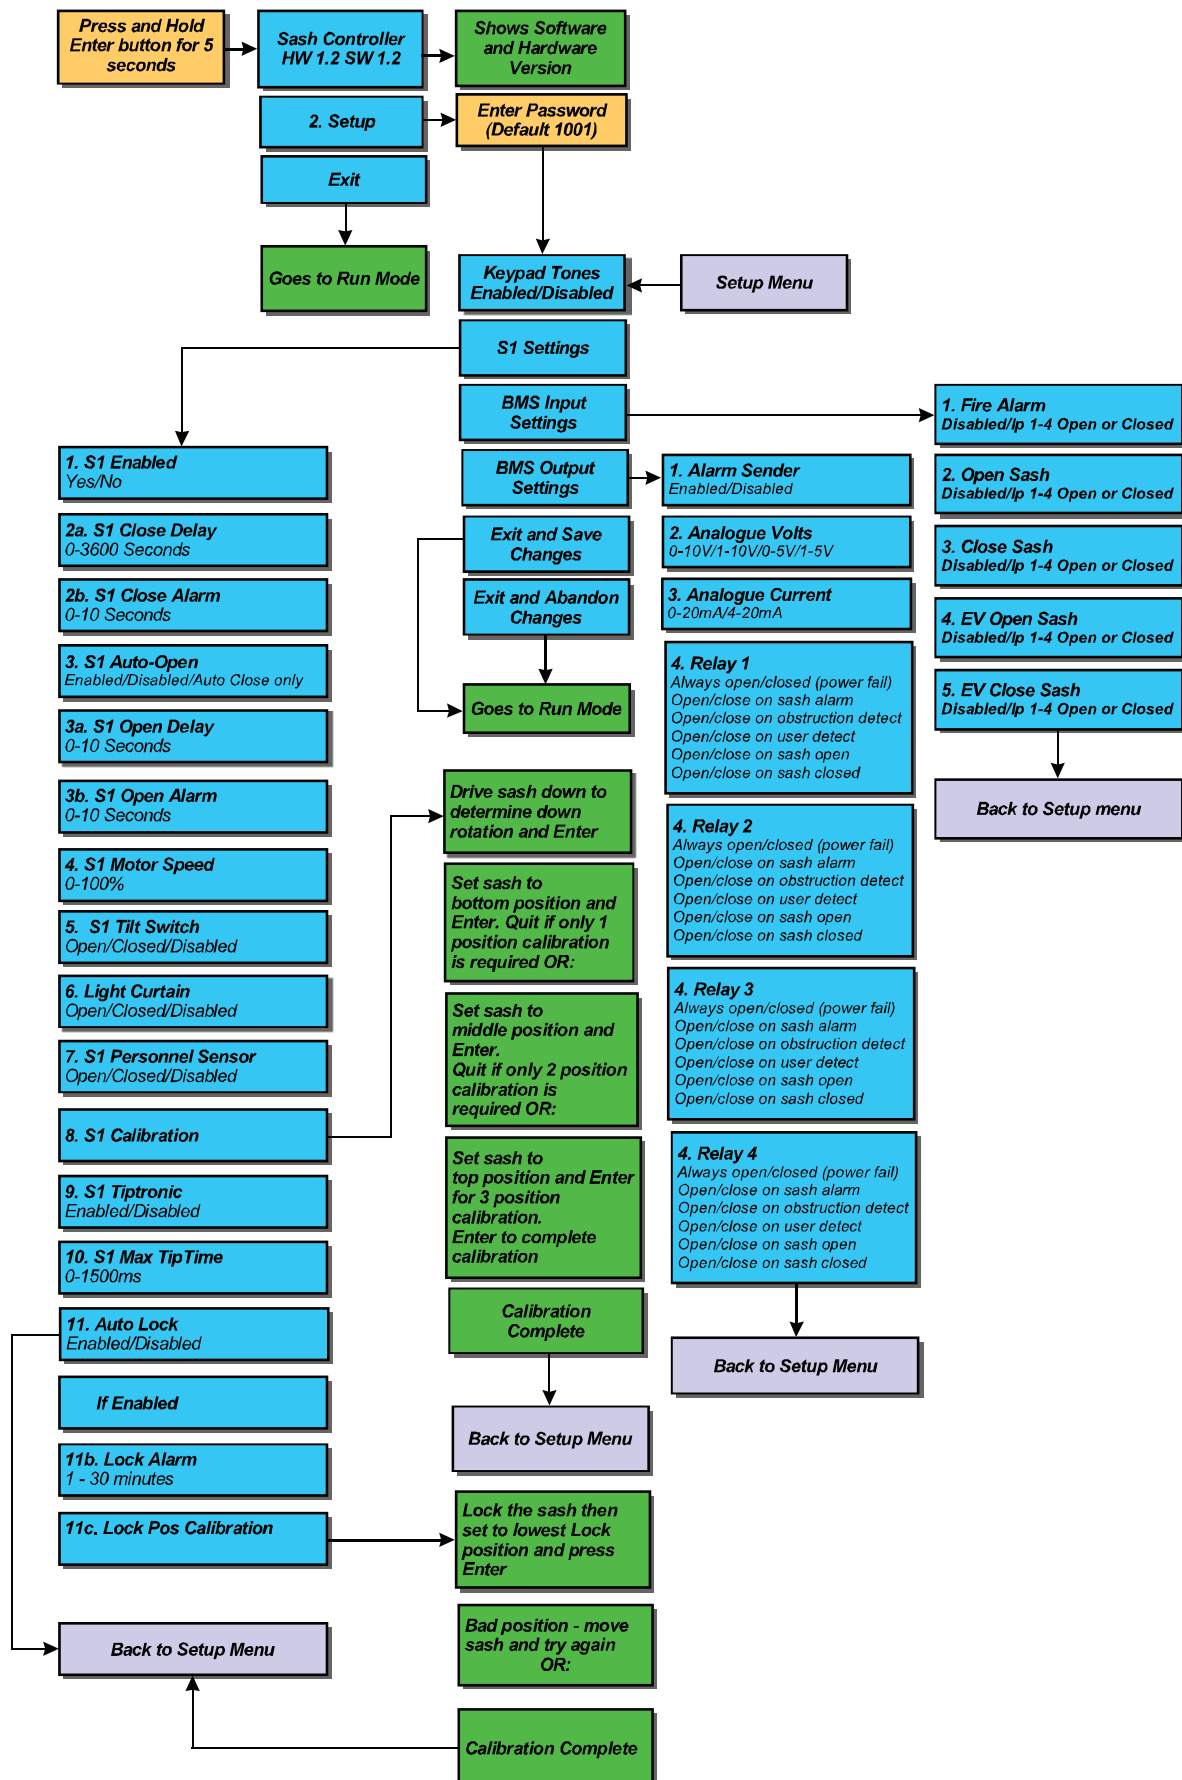 Press and Hold
Enter button for 5
seconds
Sash Controller
HW 1.2 SW 1.2
Shows Software
and Hardware
Version
2. Setup
Enter Password
(Default 1001)
Exit
Goes to Run Mode
Keypad Tones
Enabled/Disabled
Setup Menu
S1 Settings
BMS Input
Settings
BMS Output
Settings
Exit and Save
Changes
Exit and Abandon
Changes
Goes to Run Mode
1. Fire Alarm
Disabled/Ip 1-4 Open or Closed
2. Open Sash
Disabled/Ip 1-4 Open or Closed
3. Close Sash
Disabled/Ip 1-4 Open or Closed
4. EV Open Sash
Disabled/Ip 1-4 Open or Closed
5. EV Close Sash
Disabled/Ip 1-4 Open or Closed
Back to Setup menu
1. Alarm Sender
Enabled/Disabled
2. Analogue Volts
0-10V/1-10V/0-5V/1-5V
3. Analogue Current
0-20mA/4-20mA
4. Relay 1
Always open/closed (power fail)
Open/close on sash alarm
Open/close on obstruction detect
Open/close on user detect
Open/close on sash open
Open/close on sash closed
4. Relay 2
Always open/closed (power fail)
Open/close on sash alarm
Open/close on obstruction detect
Open/close on user detect
Open/close on sash open
Open/close on sash closed
4. Relay 3
Always open/closed (power fail)
Open/close on sash alarm
Open/close on obstruction detect
Open/close on user detect
Open/close on sash open
Open/close on sash closed
4. Relay 4
Always open/closed (power fail)
Open/close on sash alarm
Open/close on obstruction detect
Open/close on user detect
Open/close on sash open
Open/close on sash closed
Back to Setup Menu
1. S1 Enabled
Yes/No
2a. S1 Close Delay
0-3600 Seconds
2b. S1 Close Alarm
0-10 Seconds
3. S1 Auto-Open
Enabled/Disabled/Auto Close only
3a. S1 Open Delay
0-10 Seconds
3b. S1 Open Alarm
0-10 Seconds
4. S1 Motor Speed
0-100%
5. S1 Tilt Switch
Open/Closed/Disabled
6. Light Curtain
Open/Closed/Disabled
7. S1 Personnel Sensor
Open/Closed/Disabled
8. S1 Calibration
9. S1 Tiptronic
Enabled/Disabled
10. S1 Max TipTime
0-1500ms
11. Auto Lock
Enabled/Disabled
If Enabled
11b. Lock Alarm
1 - 30 minutes
11c. Lock Pos Calibration
Back to Setup Menu
Drive sash down to
determine down
rotation and Enter
Set sash to
bottom position and
Enter. Quit if only 1
position calibration
is required OR:
Set sash to
middle position and
Enter.
Quit if only 2 position
calibration is
required OR:
Set sash to
top position and Enter
for 3 position
calibration.
Enter to complete
calibration
Calibration
Complete
Back to Setup Menu
Lock the sash then
set to lowest Lock
position and press
Enter
Bad position - move
sash and try again
OR:
Calibration Complete